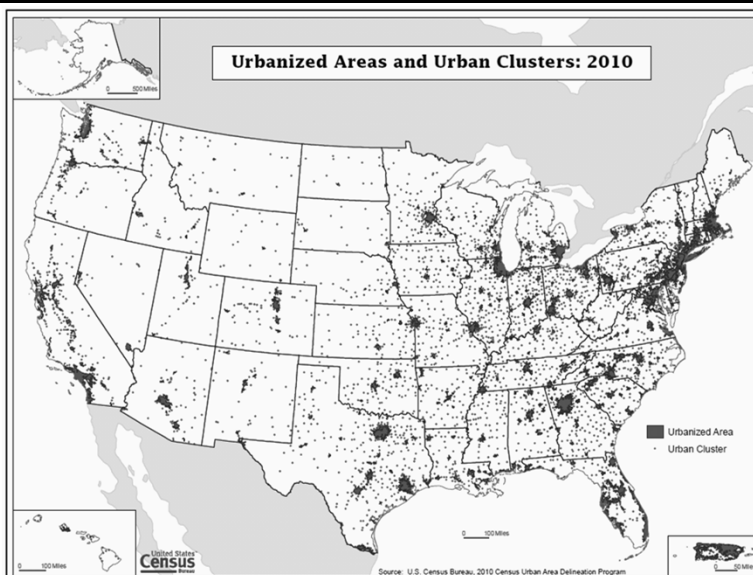 Urbanized Areas and Urban Clusters: 2010
0 500 Miles
Urbanized Area
Urban Cluster
0 100 Miles
0 100 Miles
United States
Census
Bureau
0 50 Miles
Source: U.S. Census Bureau, 2010 Census Urban Area Delineation Program